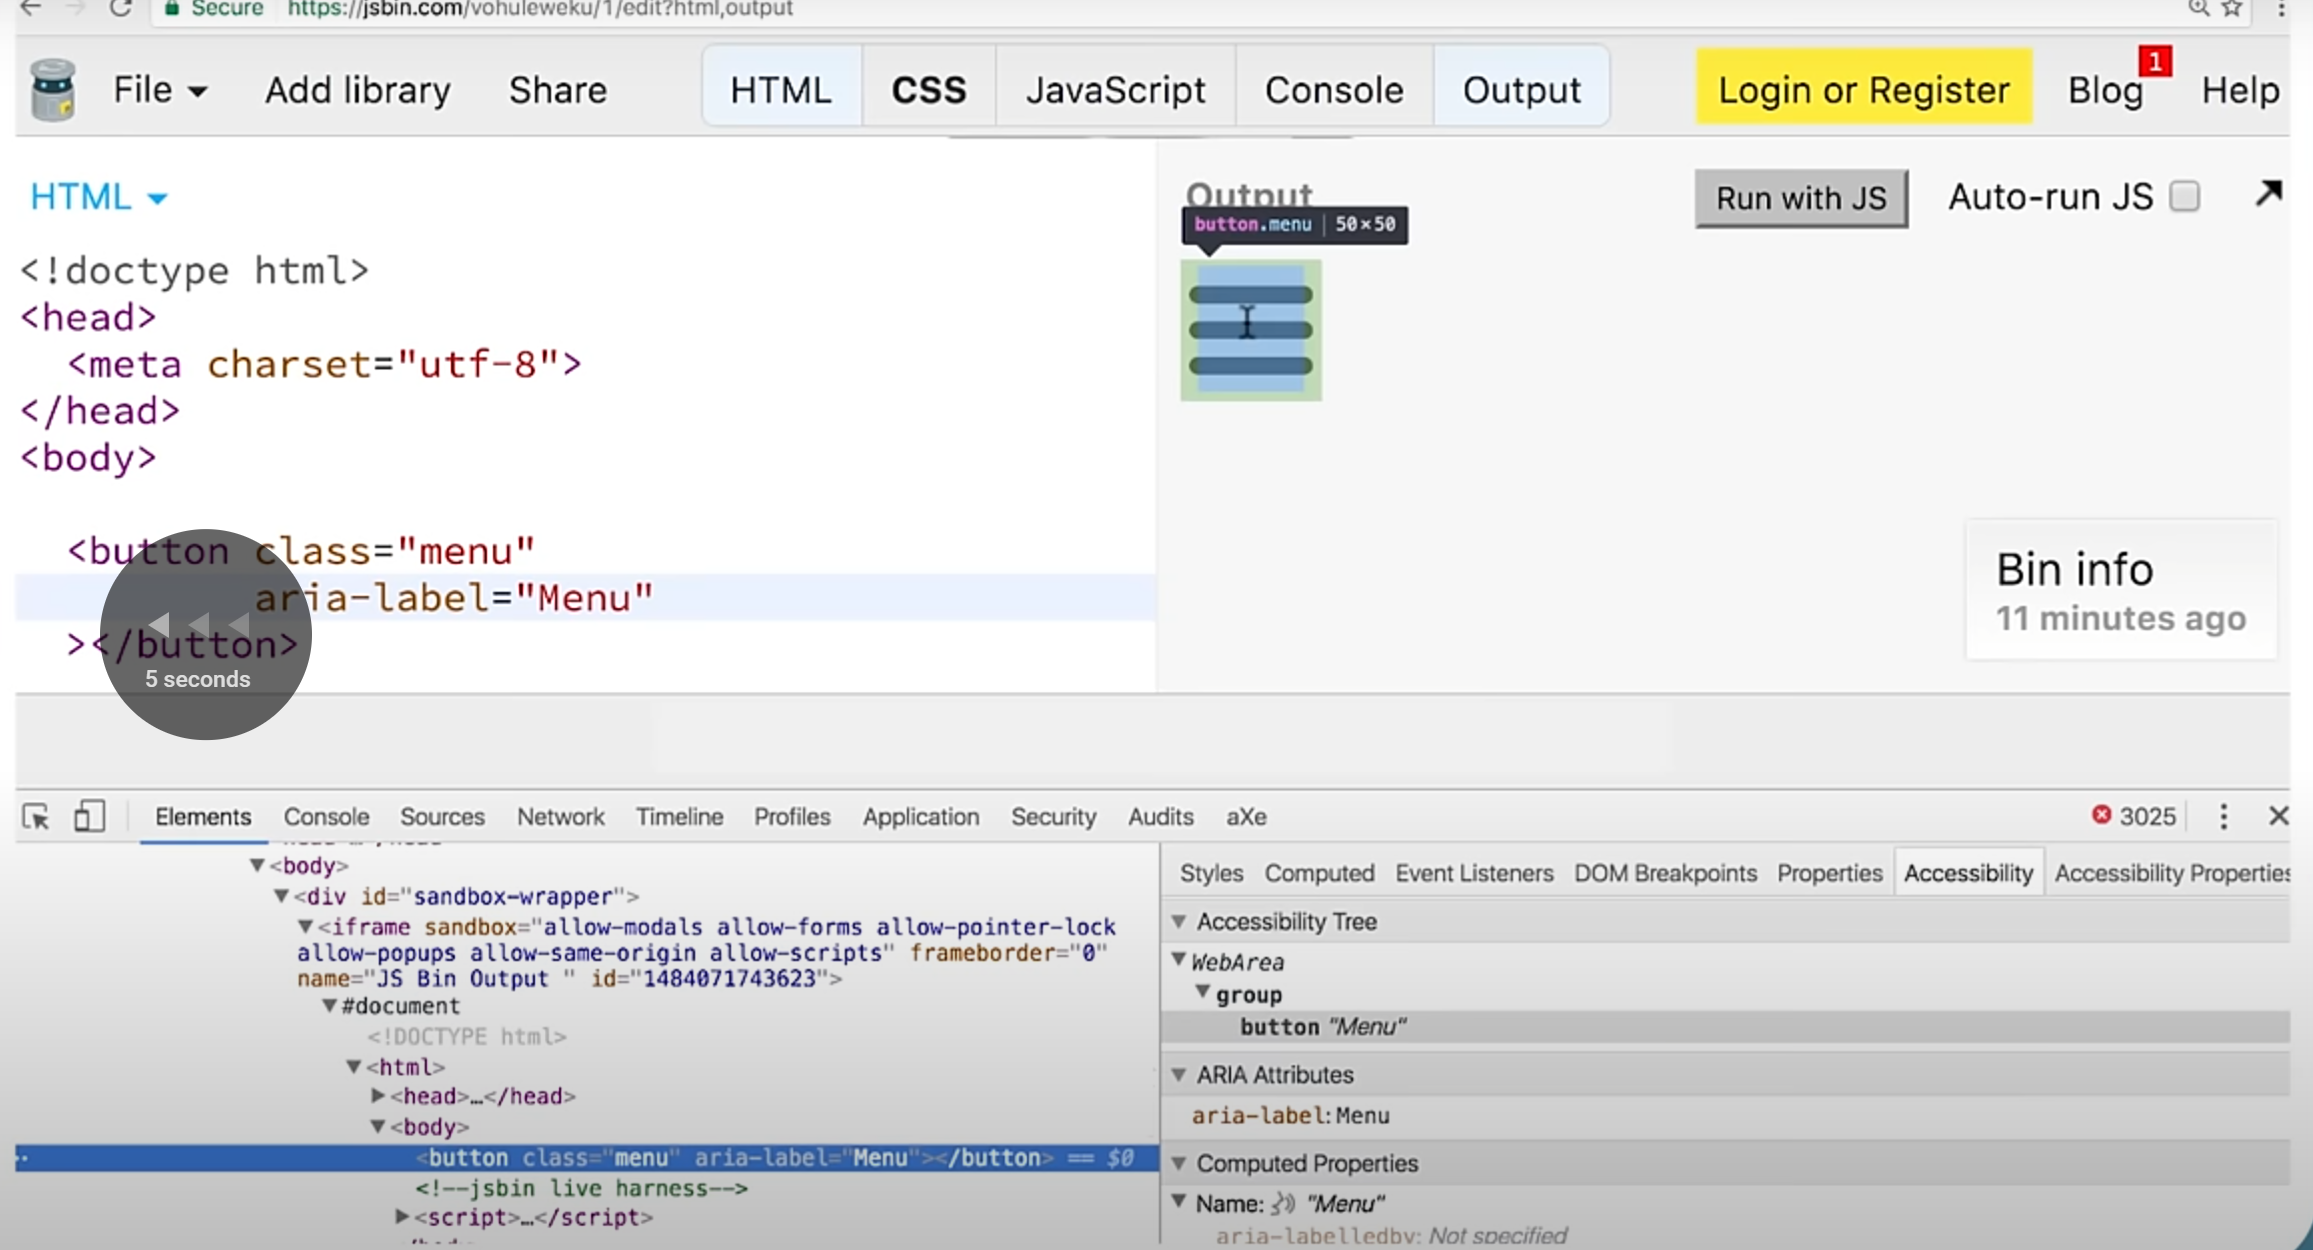 Secure https://jsbin.com/vohuleweku/1/edit?html,output
File Add library Share HTML CSS JavaScript Console Output Login or Register Blog 1 Help
HTML
<!doctype html>
<head>
<meta charset="utf-8">
</head>
<body>
<button class="menu"
aria-label="Menu"
></button>
5 seconds
Output
Run with JS Auto-run JS
button.menu 50×50
Bin info
11 minutes ago
Elements Console Sources Network Timeline Profiles Application Security Audits aXe 3025
<body>
<div id="sandbox-wrapper">
<iframe sandbox="allow-modals allow-forms allow-pointer-lock
allow-popups allow-same-origin allow-scripts" frameborder="0"
name="JS Bin Output " id="1484071743623">
#document
<!DOCTYPE html>
<html>
<head>…</head>
<body>
<button class="menu" aria-label="Menu"></button> == $0
<!--jsbin live harness-->
<script>…</script>
Styles Computed Event Listeners DOM Breakpoints Properties Accessibility Accessibility Properties
Accessibility Tree
WebArea
group
button "Menu"
ARIA Attributes
aria-label: Menu
Computed Properties
Name: "Menu"
aria-labelledby: Not specified